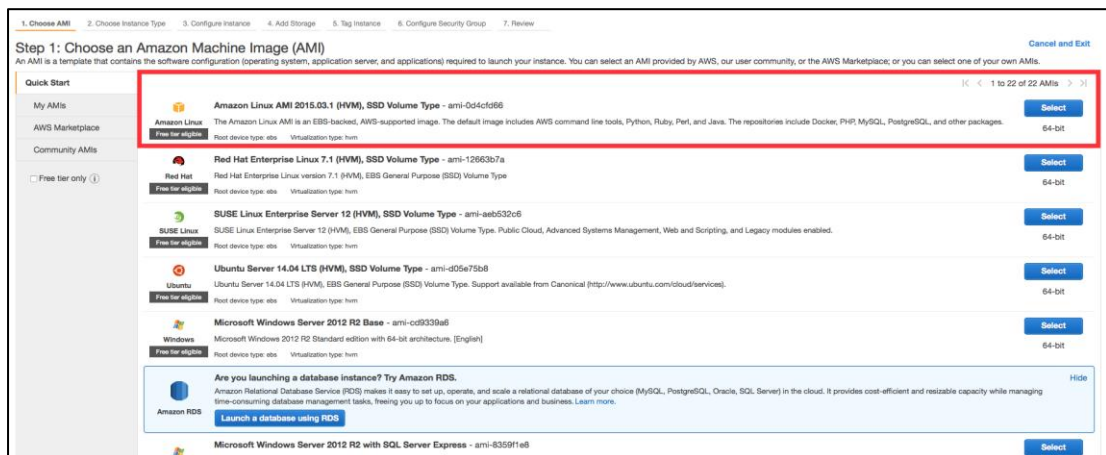 1. Choose AMI 2. Choose Instance Type 3. Configure Instance 4. Add Storage 5. Tag Instance 6. Configure Security Group 7. Review
Step 1: Choose an Amazon Machine Image (AMI)
Cancel and Exit
An AMI is a template that contains the software configuration (operating system, application server, and applications) required to launch your instance. You can select an AMI provided by AWS, our user community, or the AWS Marketplace; or you can select one of your own AMIs.
Quick Start
My AMIs
AWS Marketplace
Community AMIs
Free tier only
1 to 22 of 22 AMIs
Amazon Linux
Free tier eligible
Amazon Linux AMI 2015.03.1 (HVM), SSD Volume Type - ami-0d4cfd66
The Amazon Linux AMI is an EBS-backed, AWS-supported image. The default image includes AWS command line tools, Python, Ruby, Perl, and Java. The repositories include Docker, PHP, MySQL, PostgreSQL, and other packages.
Root device type: ebs Virtualization type: hvm
Select
64-bit
Red Hat
Free tier eligible
Red Hat Enterprise Linux 7.1 (HVM), SSD Volume Type - ami-12663b7a
Red Hat Enterprise Linux version 7.1 (HVM), EBS General Purpose (SSD) Volume Type
Root device type: ebs Virtualization type: hvm
Select
64-bit
SUSE Linux
Free tier eligible
SUSE Linux Enterprise Server 12 (HVM), SSD Volume Type - ami-aeb532c6
SUSE Linux Enterprise Server 12 (HVM), EBS General Purpose (SSD) Volume Type. Public Cloud, Advanced Systems Management, Web and Scripting, and Legacy modules enabled.
Root device type: ebs Virtualization type: hvm
Select
64-bit
Ubuntu
Free tier eligible
Ubuntu Server 14.04 LTS (HVM), SSD Volume Type - ami-d05e75b8
Ubuntu Server 14.04 LTS (HVM), EBS General Purpose (SSD) Volume Type. Support available from Canonical (http://www.ubuntu.com/cloud/services).
Root device type: ebs Virtualization type: hvm
Select
64-bit
Windows
Free tier eligible
Microsoft Windows Server 2012 R2 Base - ami-cd9339a6
Microsoft Windows 2012 R2 Standard edition with 64-bit architecture. [English]
Root device type: ebs Virtualization type: hvm
Select
64-bit
Amazon RDS
Are you launching a database instance? Try Amazon RDS.
Hide
Amazon Relational Database Service (RDS) makes it easy to set up, operate, and scale a relational database of your choice (MySQL, PostgreSQL, Oracle, SQL Server) in the cloud. It provides cost-efficient and resizable capacity while managing
time-consuming database management tasks, freeing you up to focus on your applications and business. Learn more.
Launch a database using RDS
Microsoft Windows Server 2012 R2 with SQL Server Express - ami-8359f1e8
Select